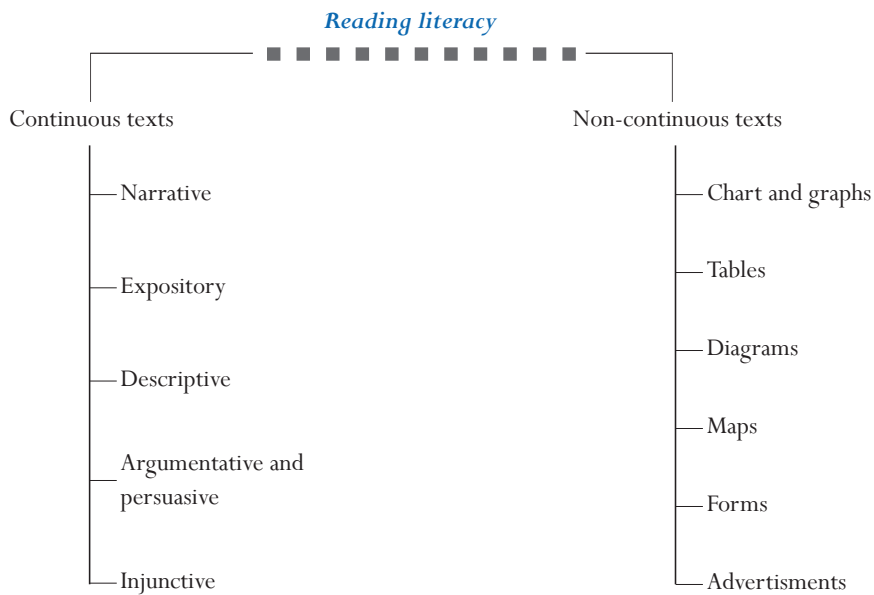 Reading literacy
Continuous texts
Narrative
Expository
Descriptive
Argumentative and
persuasive
Injunctive
Non-continuous texts
Chart and graphs
Tables
Diagrams
Maps
Forms
Advertisments